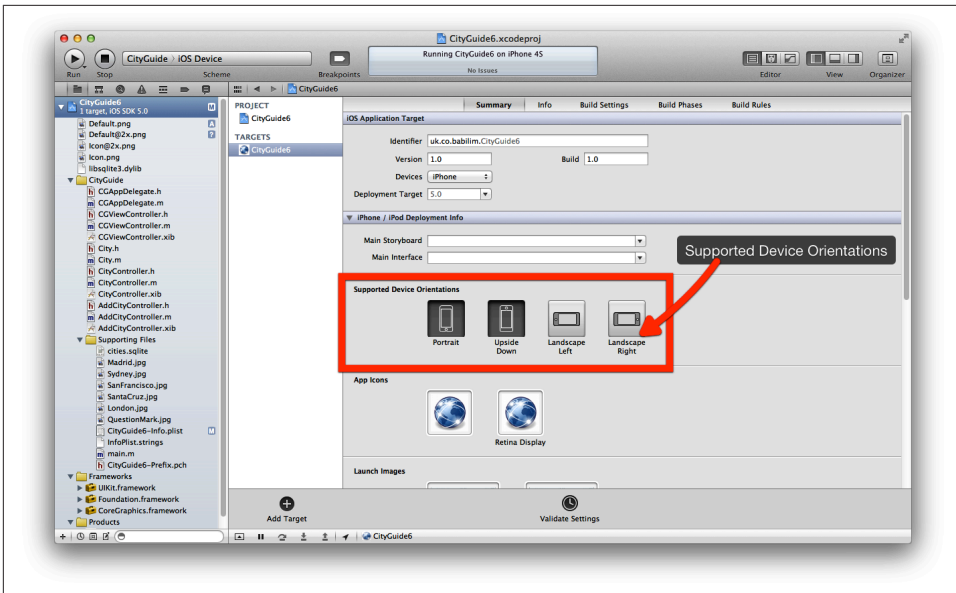 CityGuide6.xcodeproj
CityGuide
iOS Device
Running CityGuide6 on iPhone 4S
No Issues
Run
Stop
Scheme
Breakpoints
Editor
View
Organizer
CityGuide6
CityGuide6
1 target, iOS SDK 5.0
M
Default.png
A
Default@2x.png
?
Icon@2x.png
Icon.png
libsqlite3.dylib
CityGuide
h CGAppDelegate.h
m CGAppDelegate.m
h CGViewController.h
m CGViewController.m
CGViewController.xib
h City.h
m City.m
h CityController.h
m CityController.m
CityController.xib
h AddCityController.h
m AddCityController.m
AddCityController.xib
Supporting Files
cities.sqlite
Madrid.jpg
Sydney.jpg
SanFrancisco.jpg
SantaCruz.jpg
London.jpg
QuestionMark.jpg
CityGuide6-Info.plist
M
InfoPlist.strings
m main.m
h CityGuide6-Prefix.pch
Frameworks
UIKit.framework
Foundation.framework
CoreGraphics.framework
Products
PROJECT
CityGuide6
TARGETS
CityGuide6
Summary
Info
Build Settings
Build Phases
Build Rules
iOS Application Target
Identifier uk.co.babilim.CityGuide6
Version 1.0
Build 1.0
Devices iPhone
Deployment Target 5.0
iPhone / iPod Deployment Info
Main Storyboard
Main Interface
Supported Device Orientations
Supported Device Orientations
Portrait
Upside
Down
Landscape
Left
Landscape
Right
App Icons
Retina Display
Launch Images
Add Target
Validate Settings
CityGuide6